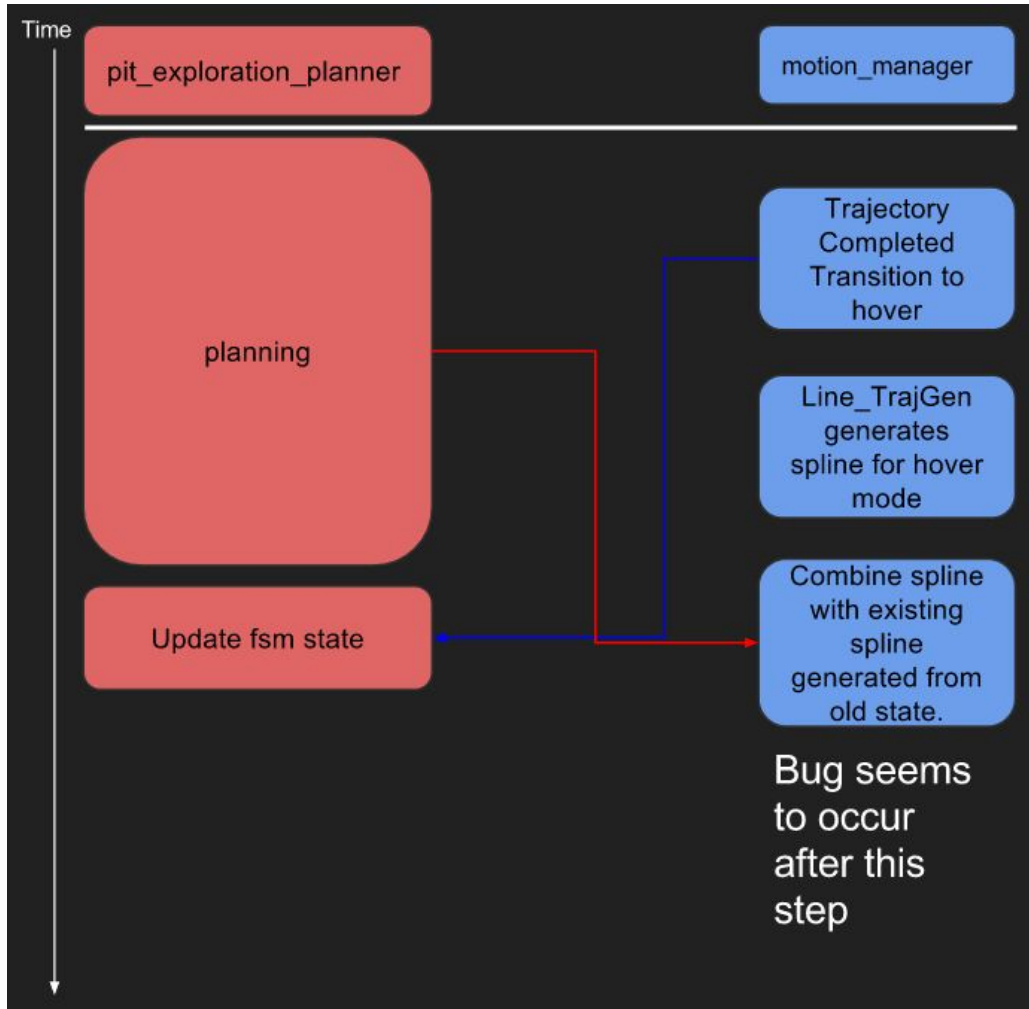 Time
pit_exploration_planner
motion_manager
planning
Trajectory
Completed
Transition to
hover
Line_TrajGen
generates
spline for hover
mode
Update fsm state
Combine spline
with existing
spline
generated from
old state.
Bug seems
to occur
after this
step